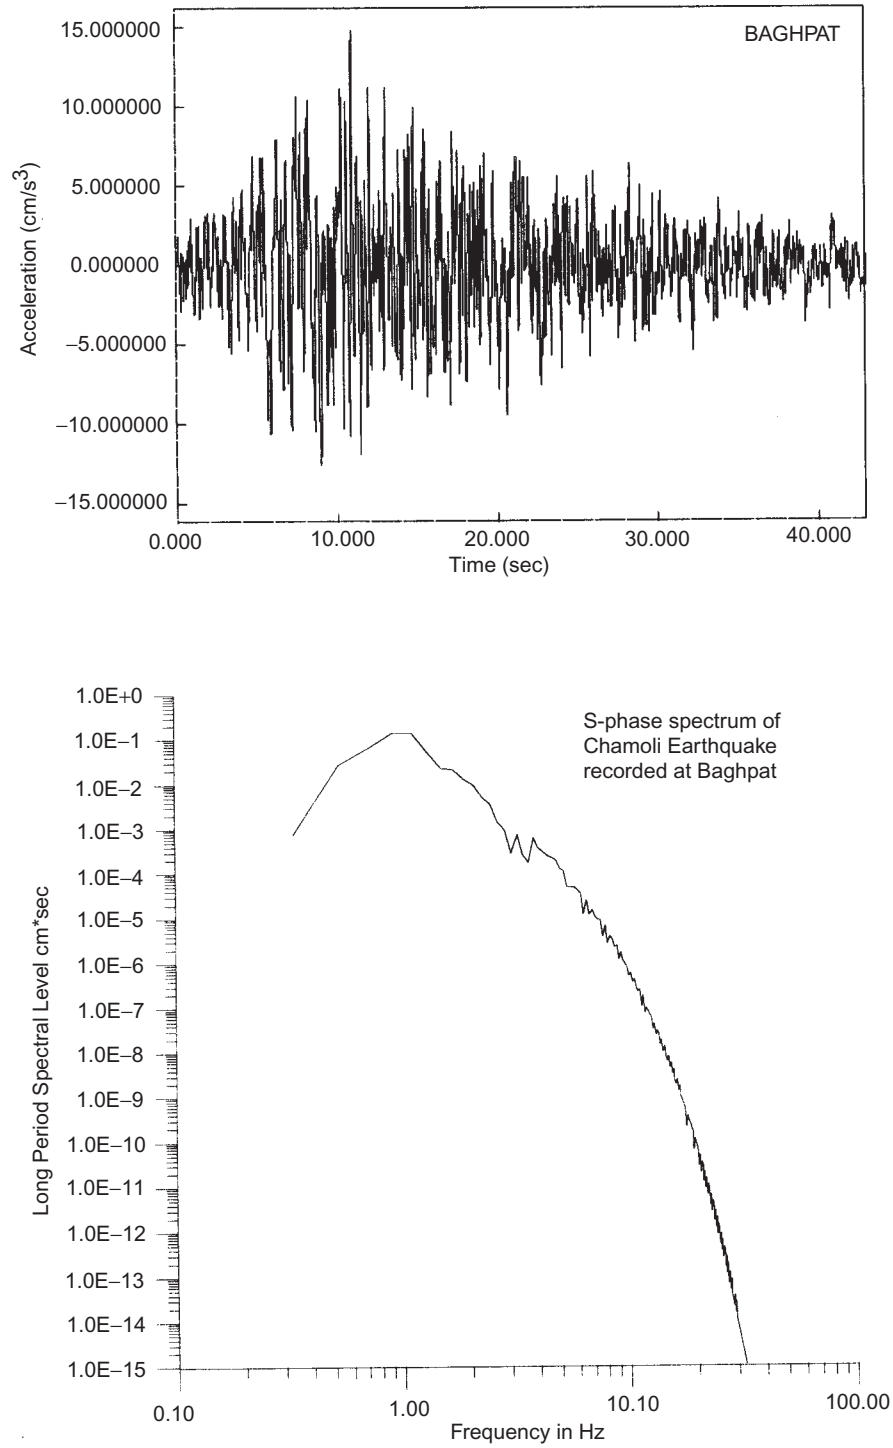 15.000000
BAGHPAT
10.000000
5.000000
0.000000
−5.000000
−10.000000
−15.000000
Acceleration (cm/s³)
0.000
10.000
20.000
30.000
40.000
Time (sec)
1.0E+0
1.0E−1
1.0E−2
1.0E−3
1.0E−4
1.0E−5
1.0E−6
1.0E−7
1.0E−8
1.0E−9
1.0E−10
1.0E−11
1.0E−12
1.0E−13
1.0E−14
1.0E−15
Long Period Spectral Level cm*sec
S-phase spectrum of
Chamoli Earthquake
recorded at Baghpat
0.10
1.00
10.10
100.00
Frequency in Hz